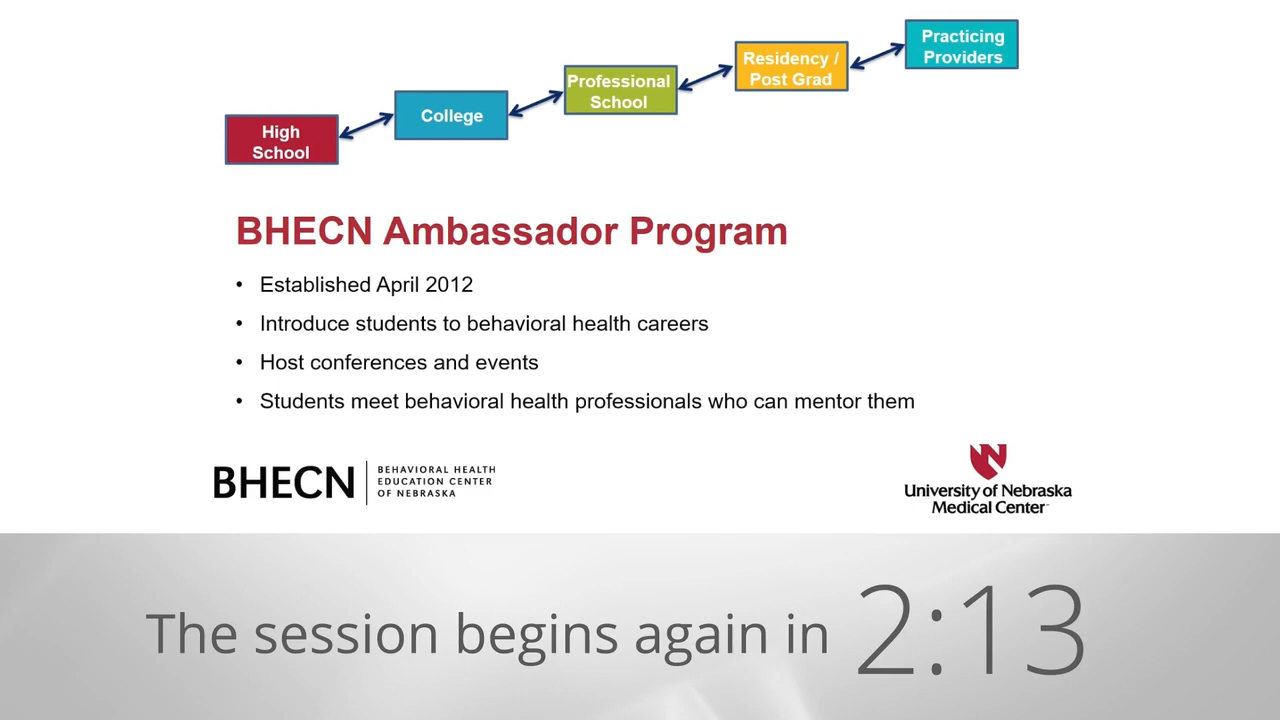 Practicing
Providers
Residency /
Post Grad
Professional
School
College
High
School
BHECN Ambassador Program
• Established April 2012
• Introduce students to behavioral health careers
• Host conferences and events
• Students meet behavioral health professionals who can mentor them
BHECN
BEHAVIORAL HEALTH
EDUCATION CENTER
OF NEBRASKA
N
University of Nebraska
Medical Center
The session begins again in 2:13